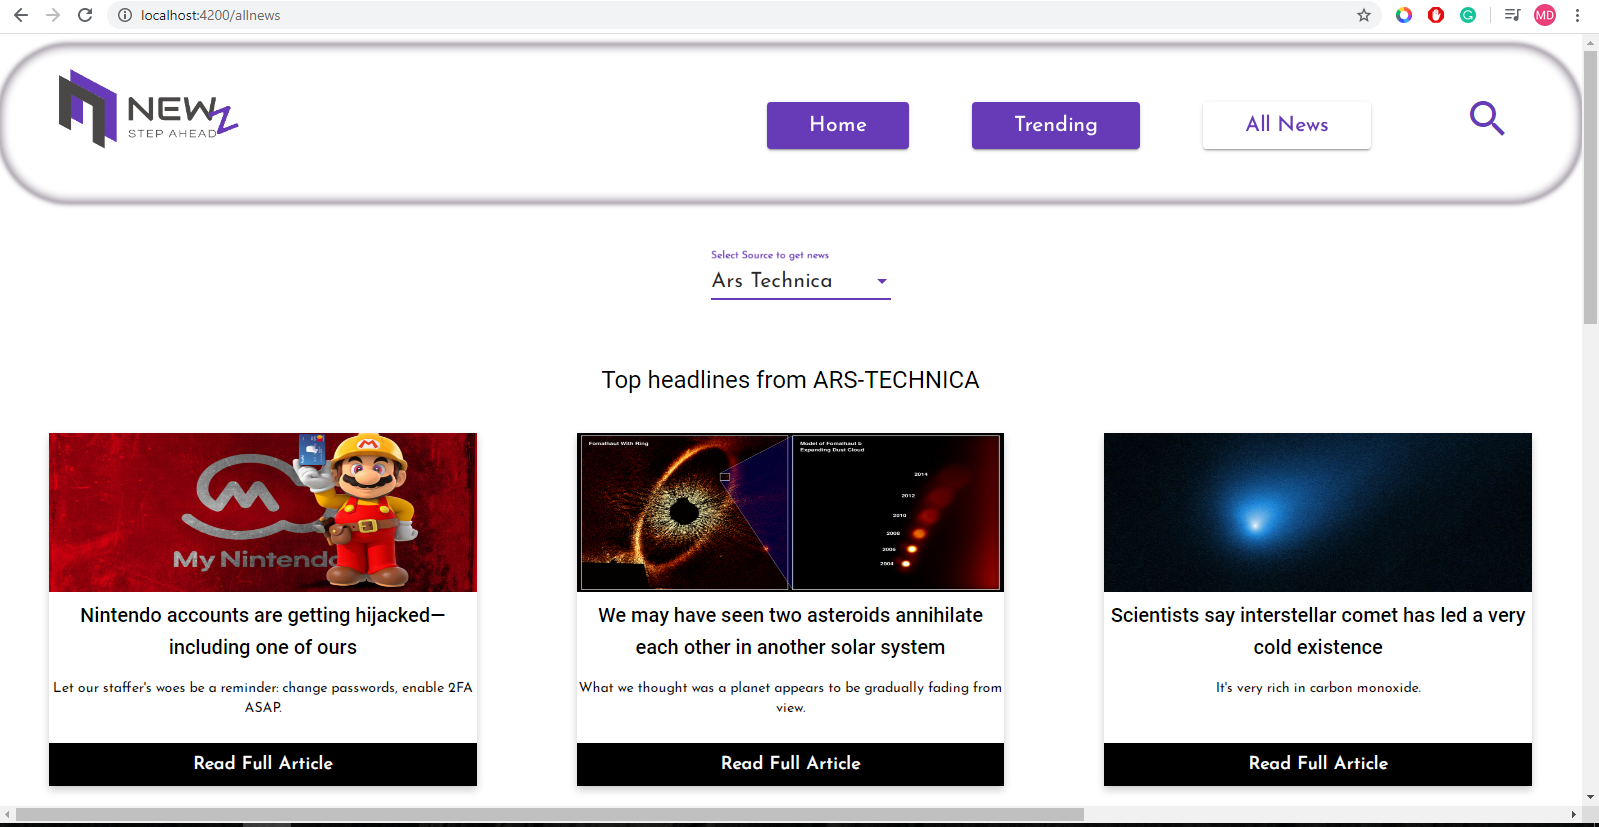 localhost:4200/allnews
MD
NEWz
STEP AHEAD
Home
Trending
All News
Select Source to get news
Ars Technica
Top headlines from ARS-TECHNICA
My Nintendo
Nintendo accounts are getting hijacked—
including one of ours
Let our staffer's woes be a reminder: change passwords, enable 2FA
ASAP.
Read Full Article
Fomalhaut With Ring
Model of Fomalhaut b
Expanding Dust Cloud
2014
2012
2010
2008
2006
2004
We may have seen two asteroids annihilate
each other in another solar system
What we thought was a planet appears to be gradually fading from
view.
Read Full Article
Scientists say interstellar comet has led a very
cold existence
It's very rich in carbon monoxide.
Read Full Article